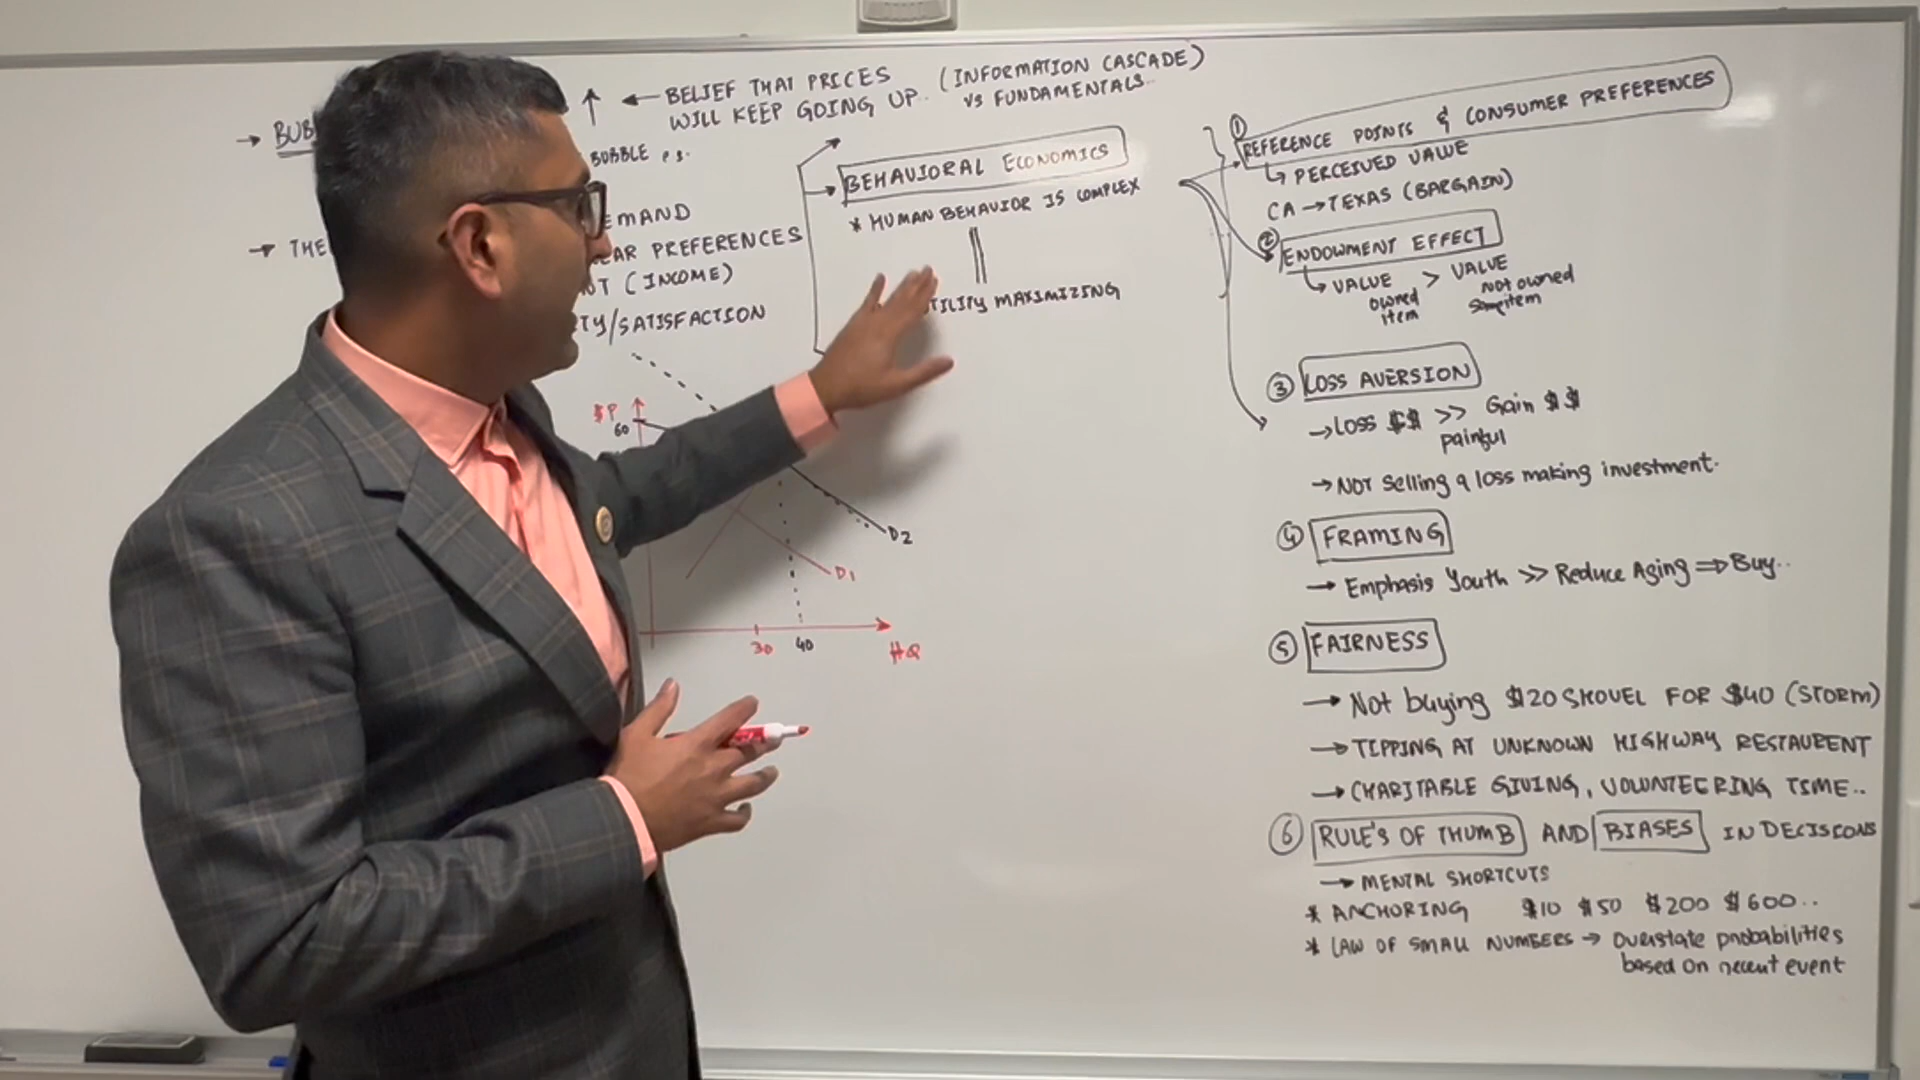 → BUB
↑ ← BELIEF THAT PRICES
WILL KEEP GOING UP.. (INFORMATION CASCADE)
VS FUNDAMENTALS..
BUBBLE
→ THE
EMAND
EAR PREFERENCES
(INCOME)
TY/SATISFACTION
BEHAVIORAL ECONOMICS
* HUMAN BEHAVIOR IS COMPLEX
TILITY MAXIMIZING
$P
60
D2
D1
30 40
HQ
① REFERENCE POINTS & CONSUMER PREFERENCES
↳ PERCEIVED VALUE
CA → TEXAS (BARGAIN)
② ENDOWMENT EFFECT
↳ VALUE > VALUE
owned item
NOT owned
Same item
③ LOSS AVERSION
→ Loss $$ >> Gain $$
painful
→ NOT selling a loss making investment.
④ FRAMING
→ Emphasis Youth >> Reduce Aging ⇒ Buy..
⑤ FAIRNESS
→ Not buying $20 SHOVEL FOR $40 (STORM)
→ TIPPING AT UNKNOWN HIGHWAY RESTAURENT
→ CHARITABLE GIVING, VOLUNTEERING TIME..
⑥ RULE'S OF THUMB AND BIASES IN DECISIONS
→ MENTAL SHORTCUTS
* ANCHORING $10 $50 $200 $600..
* LAW OF SMALL NUMBERS → Overstate probabilities
based on recent event